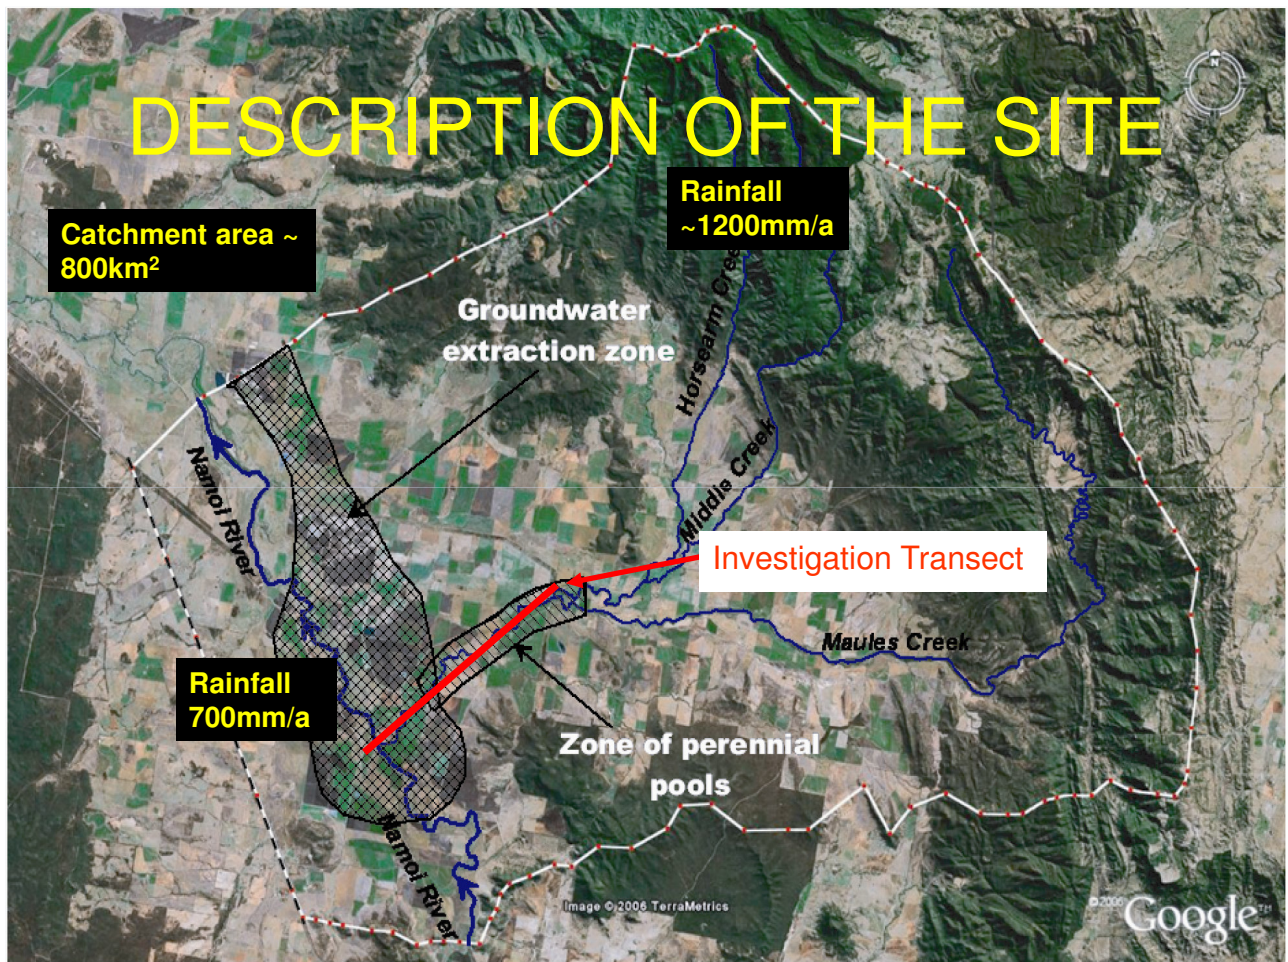 DESCRIPTION OF THE SITE
N
Rainfall
~1200mm/a
Catchment area ~
800km²
Groundwater
extraction zone
Horsearm Creek
Middle Creek
Namoi River
Investigation Transect
Maules Creek
Rainfall
700mm/a
Zone of perennial
pools
Namoi River
Image © 2006 TerraMetrics
© 2006
Google™